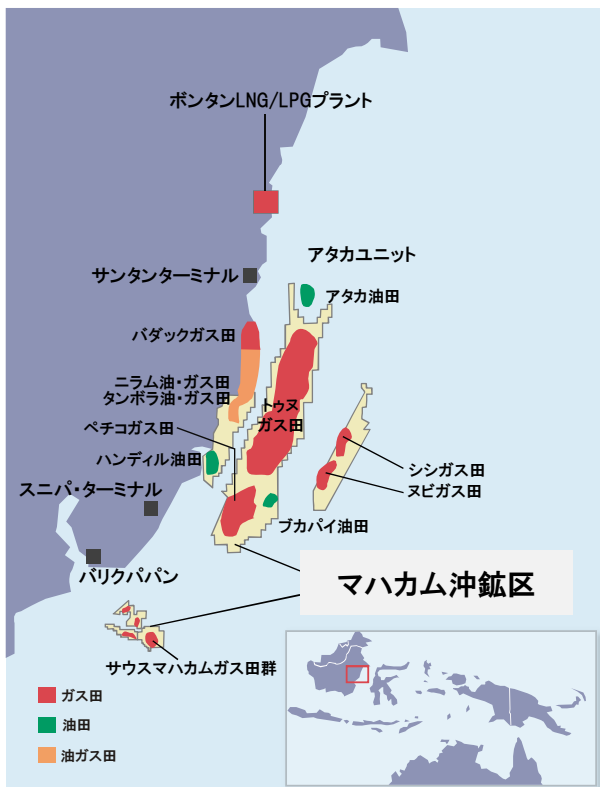 ボンタンLNG/LPGプラント
アタカユニット
サンタンターミナル
アタカ油田
バダックガス田
ニラム油・ガス田
タンボラ油・ガス田
トゥヌ
ガス田
ペチコガス田
ハンディル油田
シシガス田
ヌビガス田
スニパ・ターミナル
ブカパイ油田
バリクパパン
マハカム沖鉱区
サウスマハカムガス田群
ガス田
油田
油ガス田